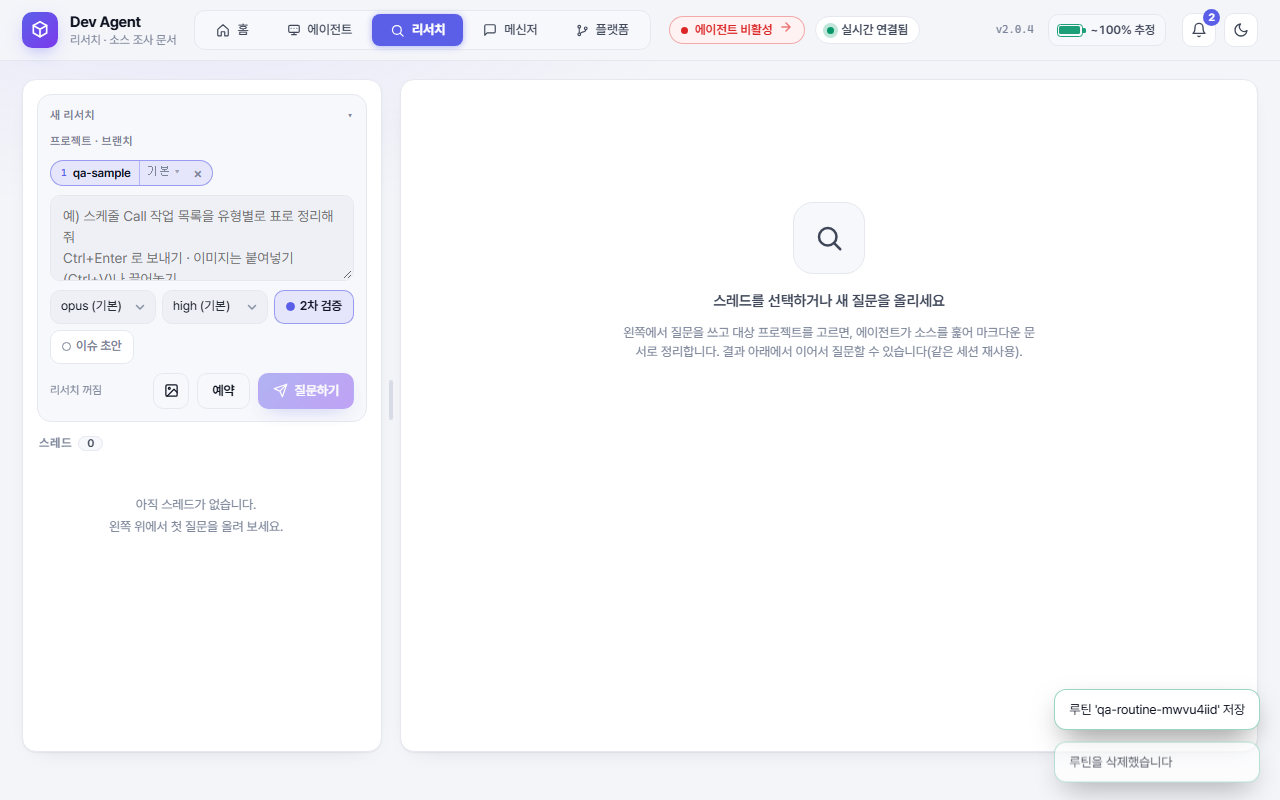 Dev Agent
리서치 · 소스 조사 문서
홈
에이전트
리서치
메신저
플랫폼
에이전트 비활성 →
실시간 연결됨
v2.0.4
~100% 추정
2
새 리서치
프로젝트 · 브랜치
1 qa-sample 기본 ×
예) 스케줄 Call 작업 목록을 유형별로 표로 정리해
줘
Ctrl+Enter 로 보내기 · 이미지는 붙여넣기
(Ctrl+V)나 끌어놓기
opus (기본)
high (기본)
2차 검증
이슈 초안
리서치 꺼짐
예약
질문하기
스레드 0
아직 스레드가 없습니다.
왼쪽 위에서 첫 질문을 올려 보세요.
스레드를 선택하거나 새 질문을 올리세요
왼쪽에서 질문을 쓰고 대상 프로젝트를 고르면, 에이전트가 소스를 훑어 마크다운 문
서로 정리합니다. 결과 아래에서 이어서 질문할 수 있습니다(같은 세션 재사용).
루틴 'qa-routine-mwvu4iid' 저장
루틴을 삭제했습니다